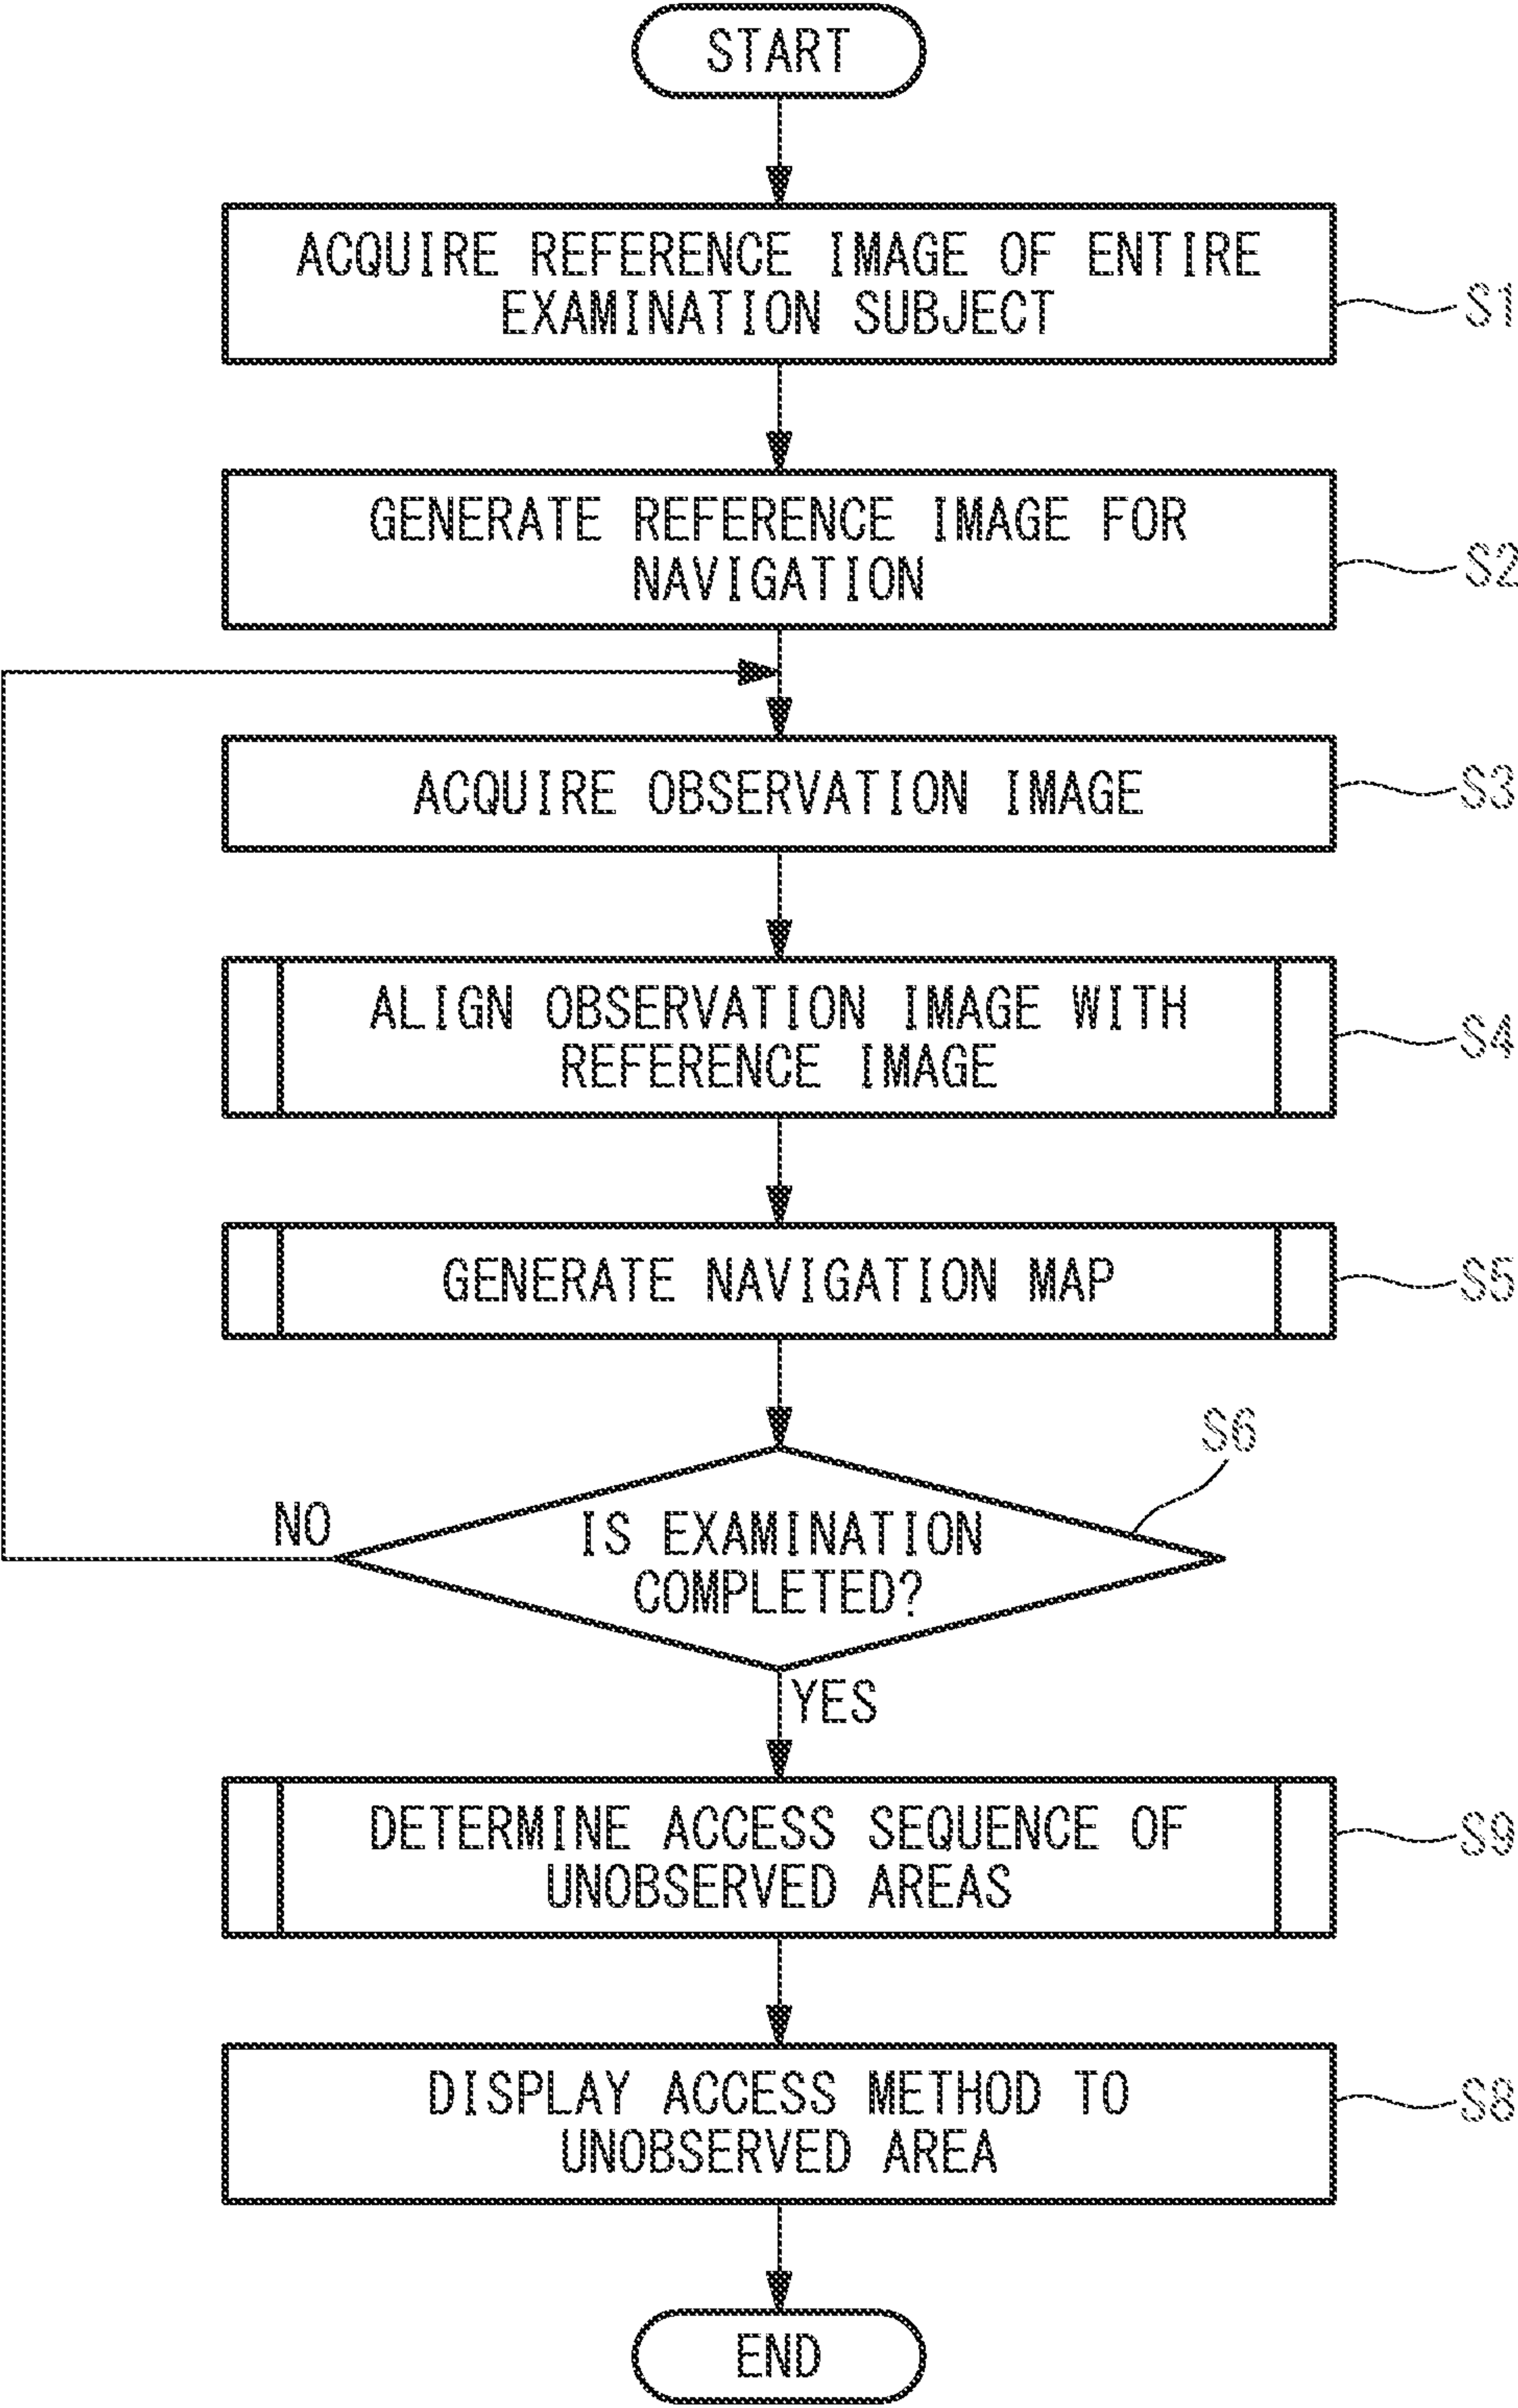 START
ACQUIRE REFERENCE IMAGE OF ENTIRE
EXAMINATION SUBJECT
S1
GENERATE REFERENCE IMAGE FOR
NAVIGATION
S2
ACQUIRE OBSERVATION IMAGE
S3
ALIGN OBSERVATION IMAGE WITH
REFERENCE IMAGE
S4
GENERATE NAVIGATION MAP
S5
S6
NO
IS EXAMINATION
COMPLETED?
YES
DETERMINE ACCESS SEQUENCE OF
UNOBSERVED AREAS
S9
DISPLAY ACCESS METHOD TO
UNOBSERVED AREA
S8
END